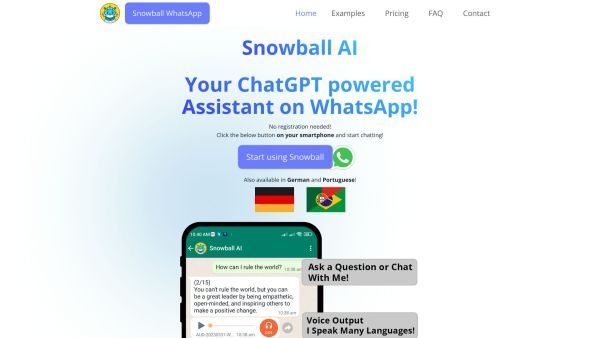 Snowball WhatsApp
Home Examples Pricing FAQ Contact
Snowball AI
Your ChatGPT powered
Assistant on WhatsApp!
No registration needed!
Click the below button on your smartphone and start chatting!
Start using Snowball
Also available in German and Portuguese!
10:40 AM
Snowball AI
How can I rule the world?
10:38 am
(2/15)
You can't rule the world, but you can
be a great leader by being empathetic,
open-minded, and inspiring others to
make a positive change.
10:38 am
10:38 am
Ask a Question or Chat
With Me!
Voice Output
I Speak Many Languages!